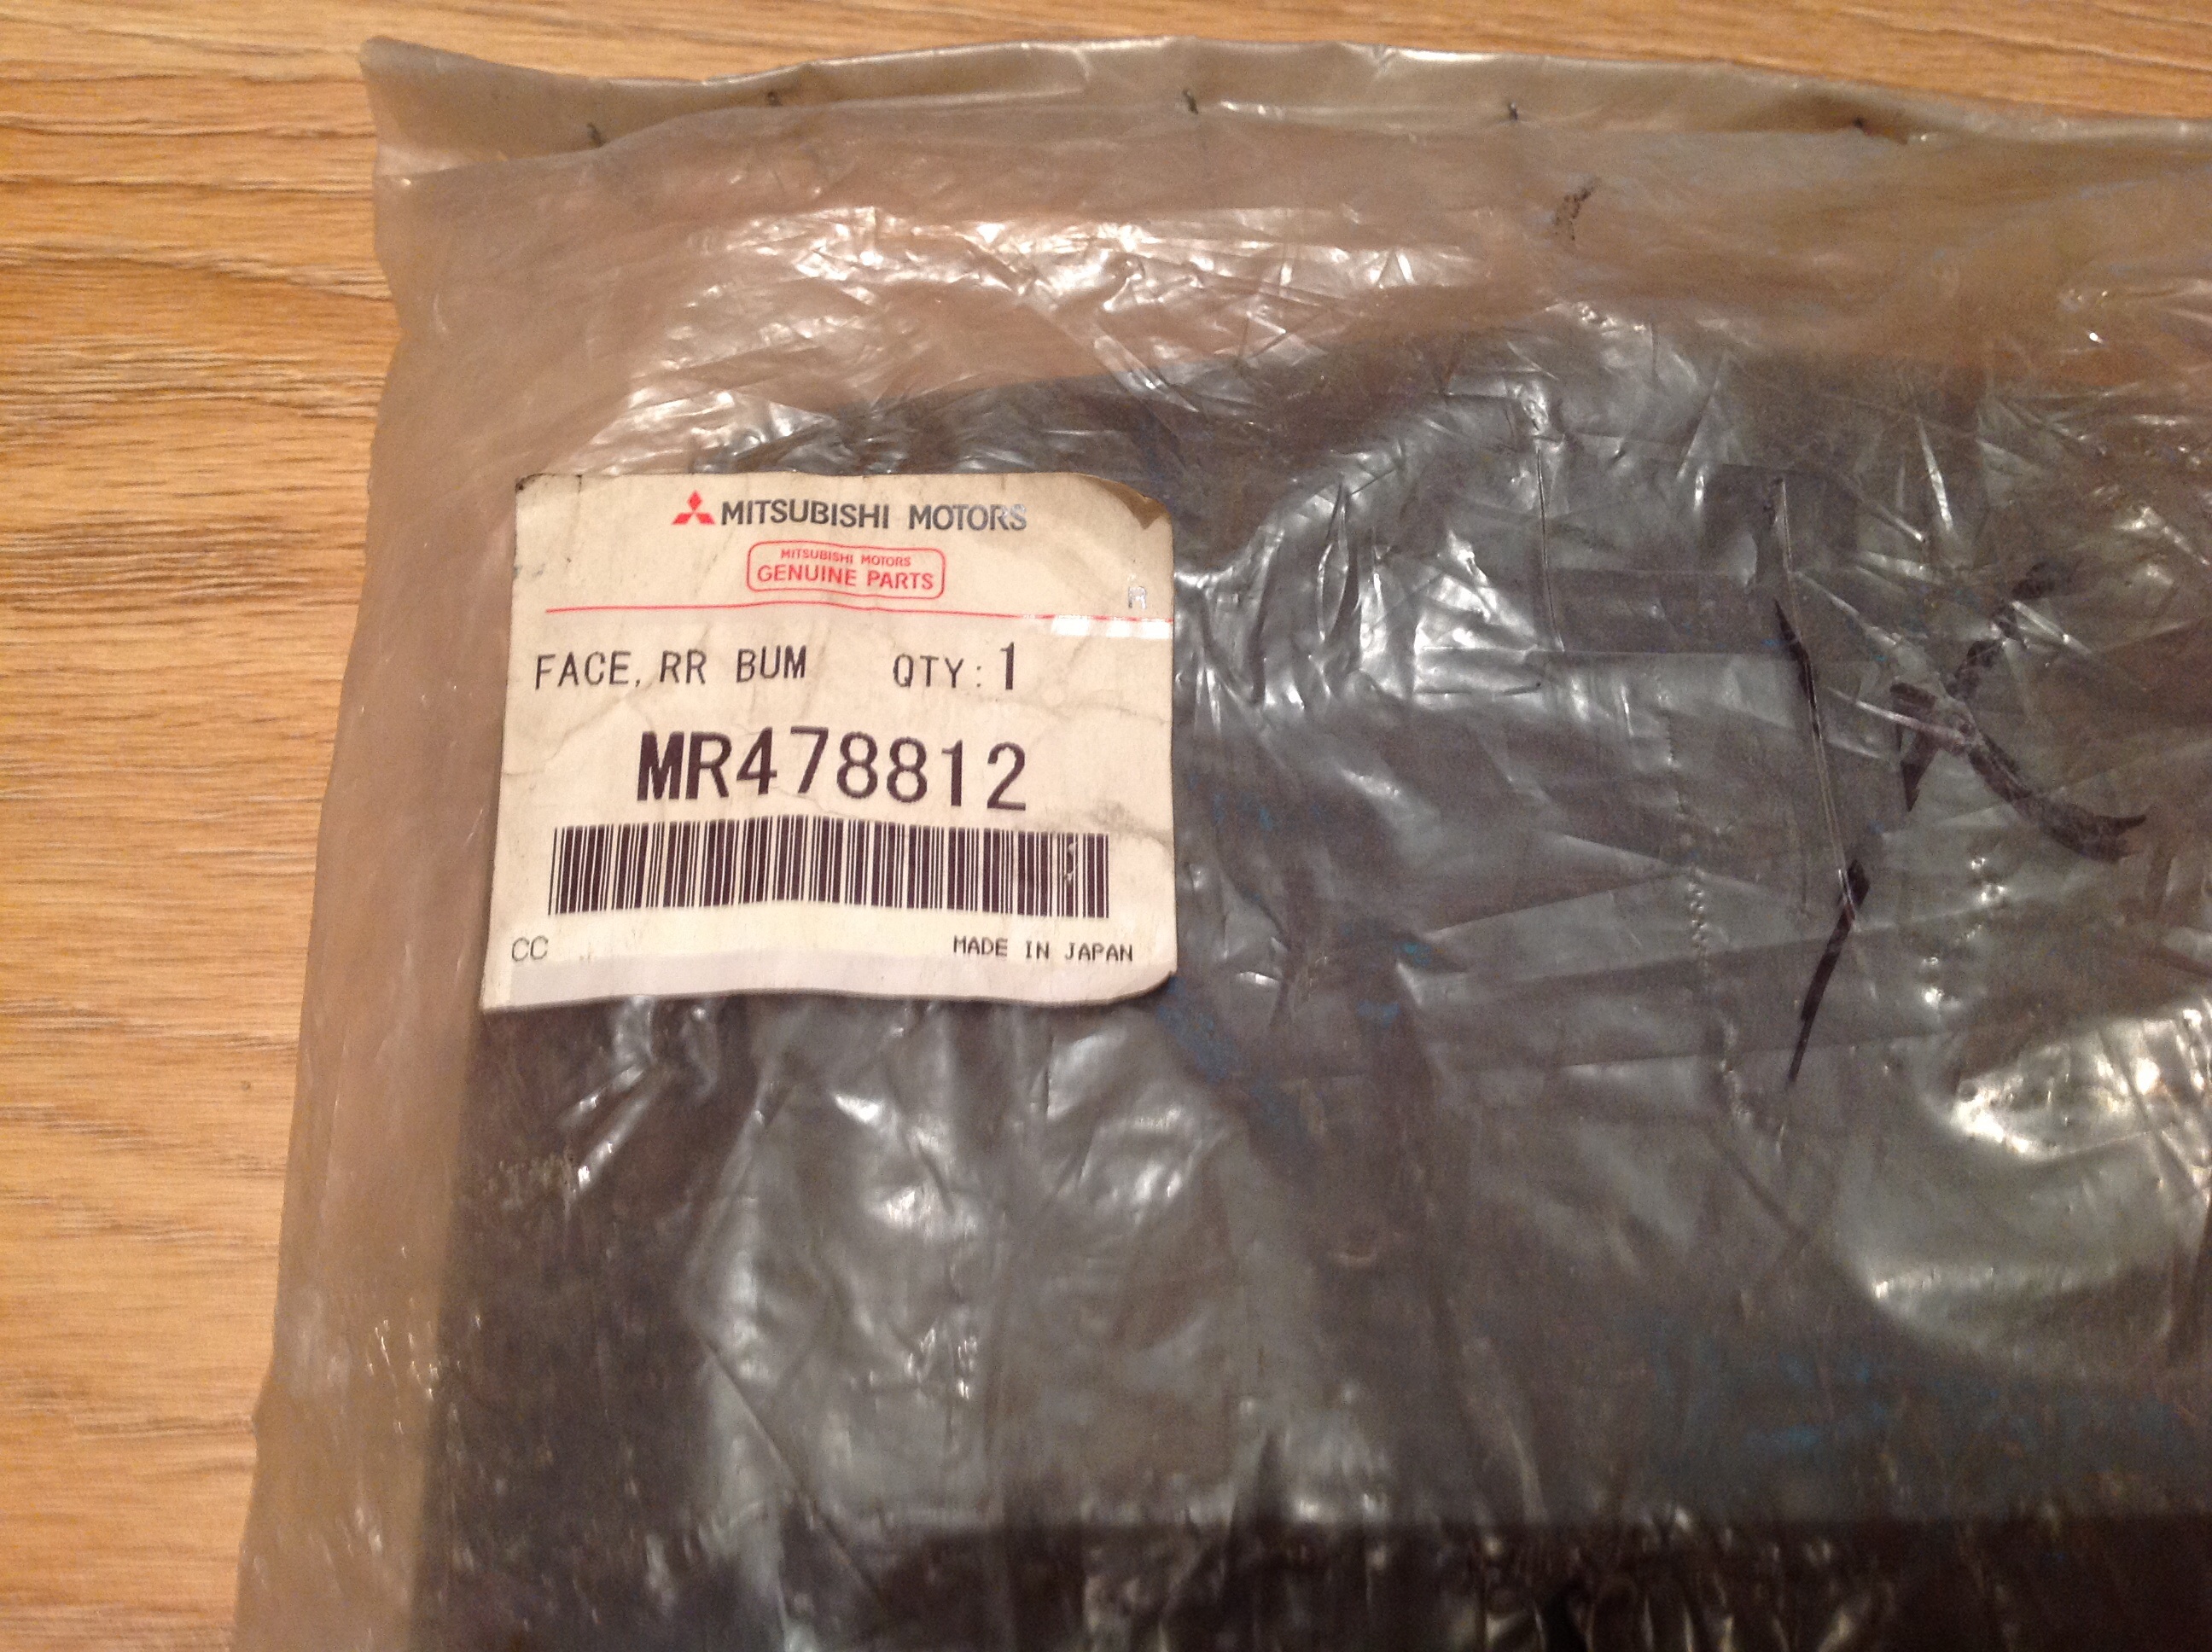 MITSUBISHI MOTORS
MITSUBISHI MOTORS
GENUINE PARTS
R
FACE, RR BUM QTY: 1
MR478812
CC MADE IN JAPAN